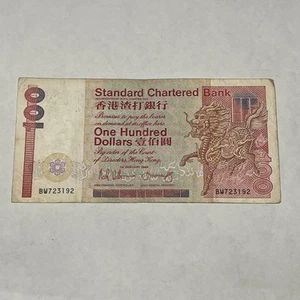 100
Standard Chartered Bank
香港渣打銀行
Promises to pay the bearer
on demand at its office here
One Hundred
Dollars 壹佰圓
By order of the Court
of Directors Hong Kong
BW723192
BW723192